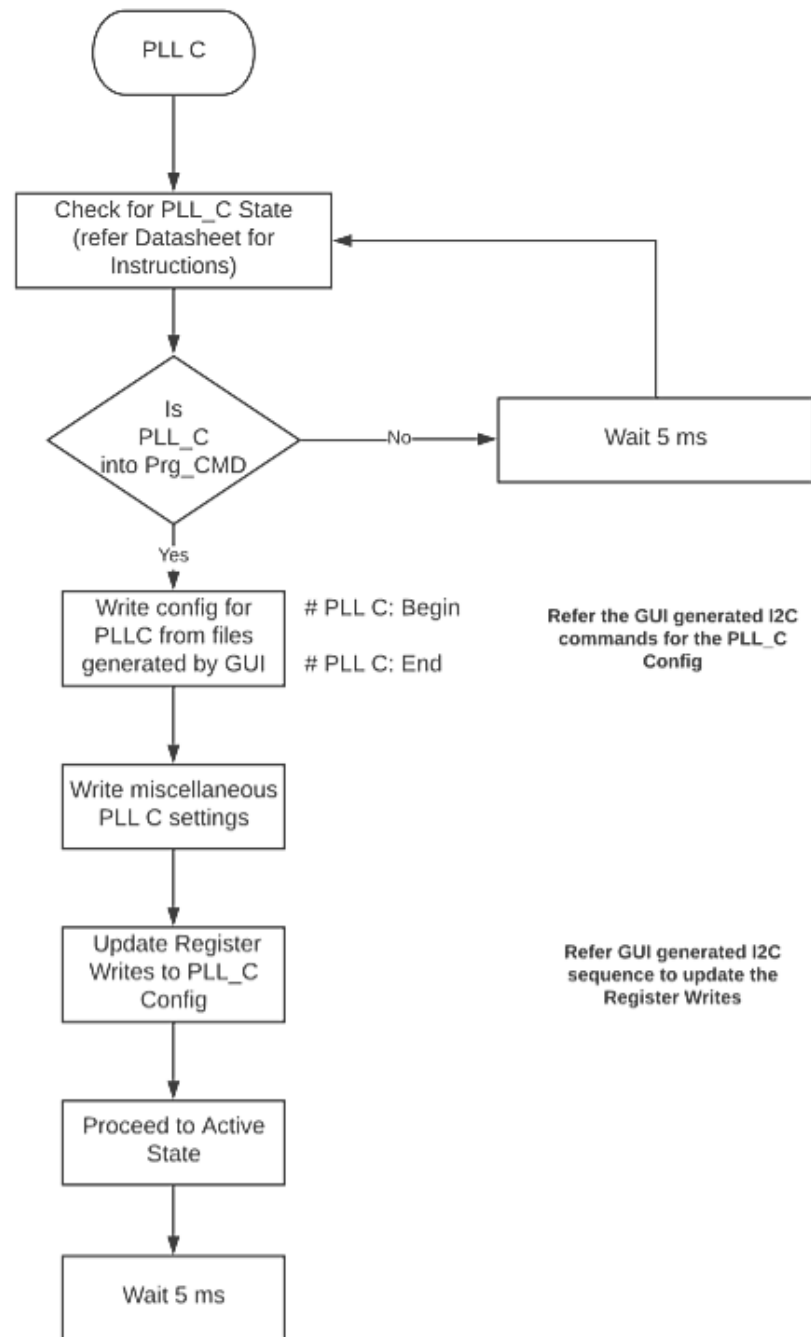 PLL C
Check for PLL_C State
(refer Datasheet for
Instructions)
Is
PLL_C
into Prg_CMD
No
Wait 5 ms
Yes
Write config for
PLLC from files
generated by GUI
# PLL C: Begin
# PLL C: End
Refer the GUI generated I2C
commands for the PLL_C
Config
Write miscellaneous
PLL C settings
Update Register
Writes to PLL_C
Config
Refer GUI generated I2C
sequence to update the
Register Writes
Proceed to Active
State
Wait 5 ms